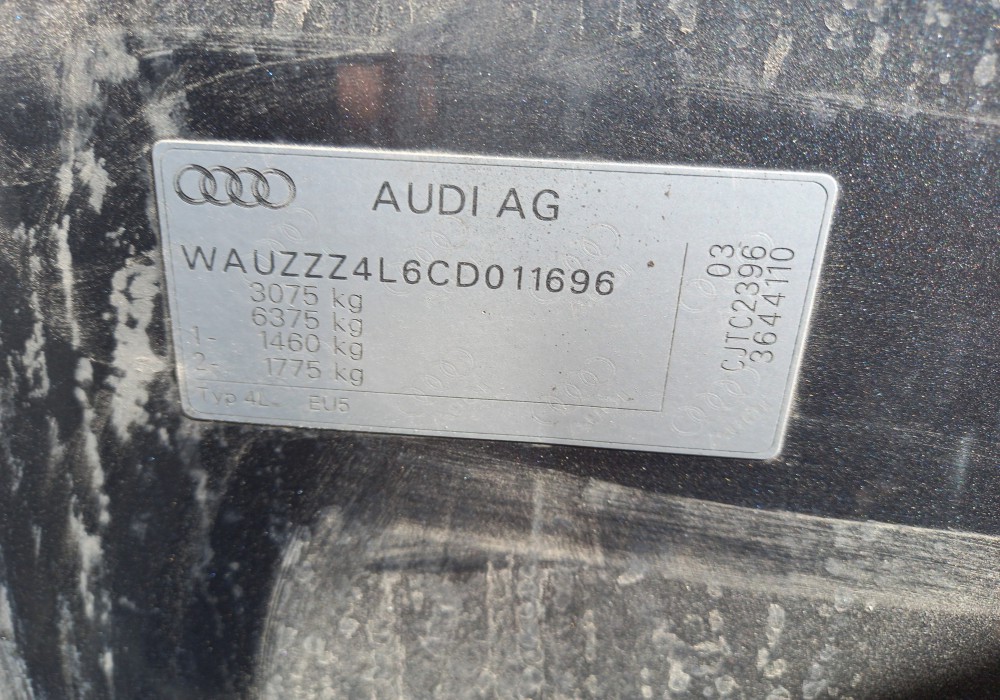 AUDI AG
WAUZZZ4L6CD011696
3075 kg
6375 kg
1- 1460 kg
2- 1775 kg
Typ 4L- EU5
03
CJTC2396
3644110